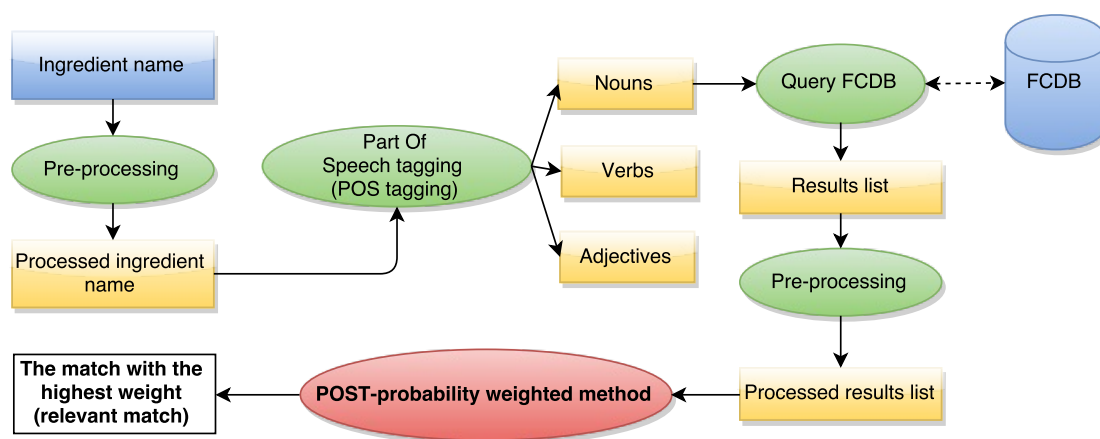 Ingredient name
Pre-processing
Processed ingredient
name
Part Of
Speech tagging
(POS tagging)
Nouns
Verbs
Adjectives
Query FCDB
FCDB
Results list
Pre-processing
Processed results list
POST-probability weighted method
The match with the
highest weight
(relevant match)